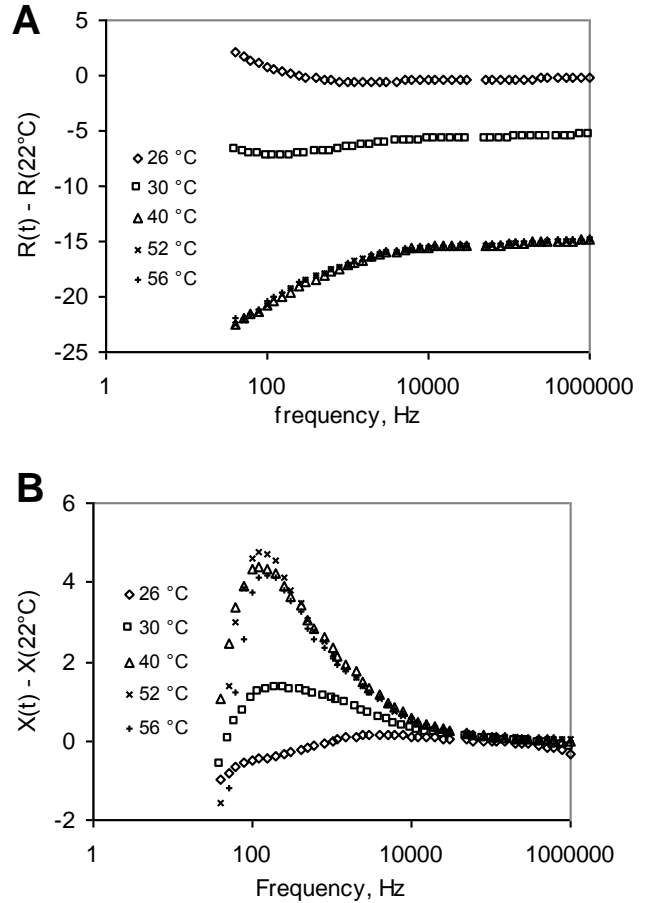 A
R(t) - R(22°C)
5
0
-5
-10
-15
-20
-25
26 °C
30 °C
40 °C
52 °C
56 °C
1
100
10000
1000000
frequency, Hz
B
X(t) - X(22°C)
6
4
2
0
-2
26 °C
30 °C
40 °C
52 °C
56 °C
1
100
10000
1000000
Frequency, Hz